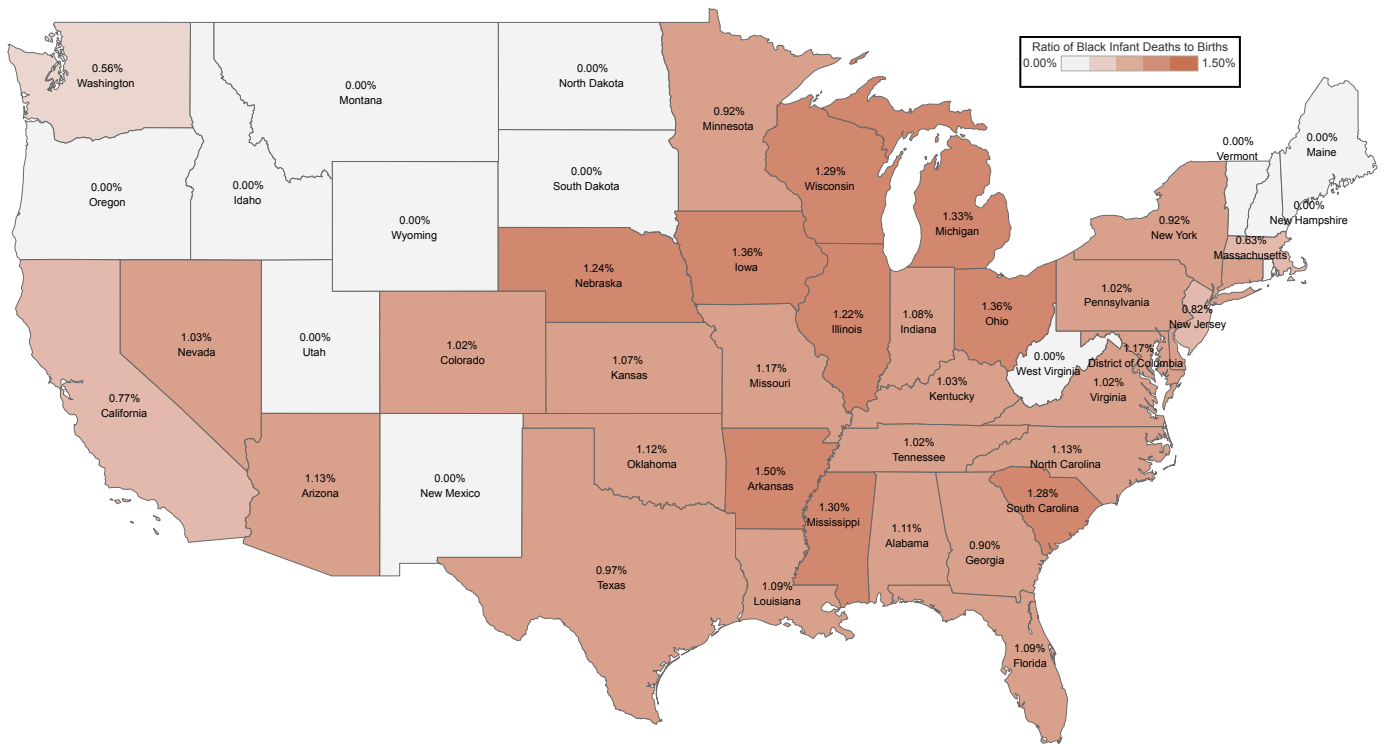 Ratio of Black Infant Deaths to Births
0.00% 1.50%
0.56%
Washington
0.00%
Montana
0.00%
North Dakota
0.92%
Minnesota
0.00%
Vermont
0.00%
Maine
0.00%
Oregon
0.00%
Idaho
0.00%
South Dakota
1.29%
Wisconsin
0.00%
New Hampshire
0.00%
Wyoming
1.33%
Michigan
0.92%
New York
0.63%
Massachusetts
1.24%
Nebraska
1.36%
Iowa
1.02%
Pennsylvania
0.82%
New Jersey
1.03%
Nevada
0.00%
Utah
1.02%
Colorado
1.22%
Illinois
1.08%
Indiana
1.36%
Ohio
0.00%
West Virginia
1.17%
District of Columbia
1.07%
Kansas
1.17%
Missouri
1.03%
Kentucky
1.02%
Virginia
0.77%
California
1.13%
Arizona
0.00%
New Mexico
1.12%
Oklahoma
1.50%
Arkansas
1.02%
Tennessee
1.13%
North Carolina
1.28%
South Carolina
1.30%
Mississippi
1.11%
Alabama
0.90%
Georgia
0.97%
Texas
1.09%
Louisiana
1.09%
Florida